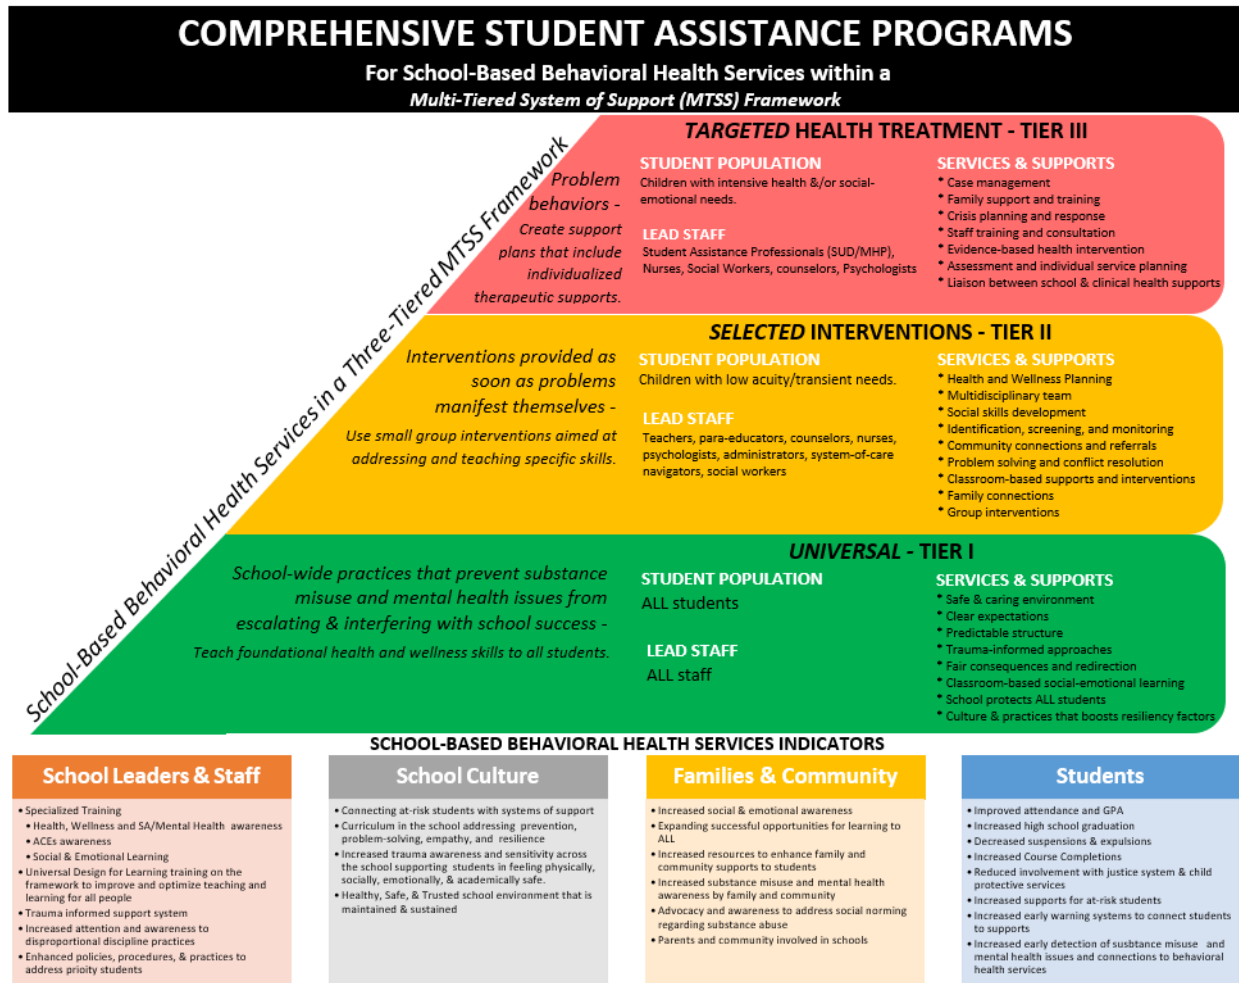 COMPREHENSIVE STUDENT ASSISTANCE PROGRAMS
For School-Based Behavioral Health Services within a
Multi-Tiered System of Support (MTSS) Framework
School-Based Behavioral Health Services in a Three-Tiered MTSS Framework
TARGETED HEALTH TREATMENT - TIER III
Problem
behaviors -
Create support
plans that include
individualized
therapeutic supports.
STUDENT POPULATION
Children with intensive health &/or social-
emotional needs.
LEAD STAFF
Student Assistance Professionals (SUD/MHP),
Nurses, Social Workers, counselors, Psychologists
SERVICES & SUPPORTS
* Case management
* Family support and training
* Crisis planning and response
* Staff training and consultation
* Evidence-based health intervention
* Assessment and individual service planning
* Liaison between school & clinical health supports
SELECTED INTERVENTIONS - TIER II
Interventions provided as
soon as problems
manifest themselves -
Use small group interventions aimed at
addressing and teaching specific skills.
STUDENT POPULATION
Children with low acuity/transient needs.
LEAD STAFF
Teachers, para-educators, counselors, nurses,
psychologists, administrators, system-of-care
navigators, social workers
SERVICES & SUPPORTS
* Health and Wellness Planning
* Multidisciplinary team
* Social skills development
* Identification, screening, and monitoring
* Community connections and referrals
* Problem solving and conflict resolution
* Classroom-based supports and interventions
* Family connections
* Group interventions
UNIVERSAL - TIER I
School-wide practices that prevent substance
misuse and mental health issues from
escalating & interfering with school success -
Teach foundational health and wellness skills to all students.
STUDENT POPULATION
ALL students
LEAD STAFF
ALL staff
SERVICES & SUPPORTS
* Safe & caring environment
* Clear expectations
* Predictable structure
* Trauma-informed approaches
* Fair consequences and redirection
* Classroom-based social-emotional learning
* School protects ALL students
* Culture & practices that boosts resiliency factors
SCHOOL-BASED BEHAVIORAL HEALTH SERVICES INDICATORS
School Leaders & Staff
• Specialized Training
• Health, Wellness and SA/Mental Health awareness
• ACEs awareness
• Social & Emotional Learning
• Universal Design for Learning training on the
framework to improve and optimize teaching and
learning for all people
• Trauma informed support system
• Increased attention and awareness to
disproportional discipline practices
• Enhanced policies, procedures, & practices to
address prioity students
School Culture
• Connecting at-risk students with systems of support
• Curriculum in the school addressing prevention,
problem-solving, empathy, and resilience
• Increased trauma awareness and sensitivity across
the school supporting students in feeling physically,
socially, emotionally, & academically safe.
• Healthy, Safe, & Trusted school environment that is
maintained & sustained
Families & Community
• Increased social & emotional awareness
• Expanding successful opportunities for learning to
ALL
• Increased resources to enhance family and
community supports to students
• Increased substance misuse and mental health
awareness by family and community
• Advocacy and awareness to address social norming
regarding substance abuse
• Parents and community involved in schools
Students
• Improved attendance and GPA
• Increased high school graduation
• Decreased suspensions & expulsions
• Increased Course Completions
• Reduced involvement with justice system & child
protective services
• Increased supports for at-risk students
• Increased early warning systems to connect students
to supports
• Increased early detection of susbtance misuse and
mental health issues and connections to behavioral
health services